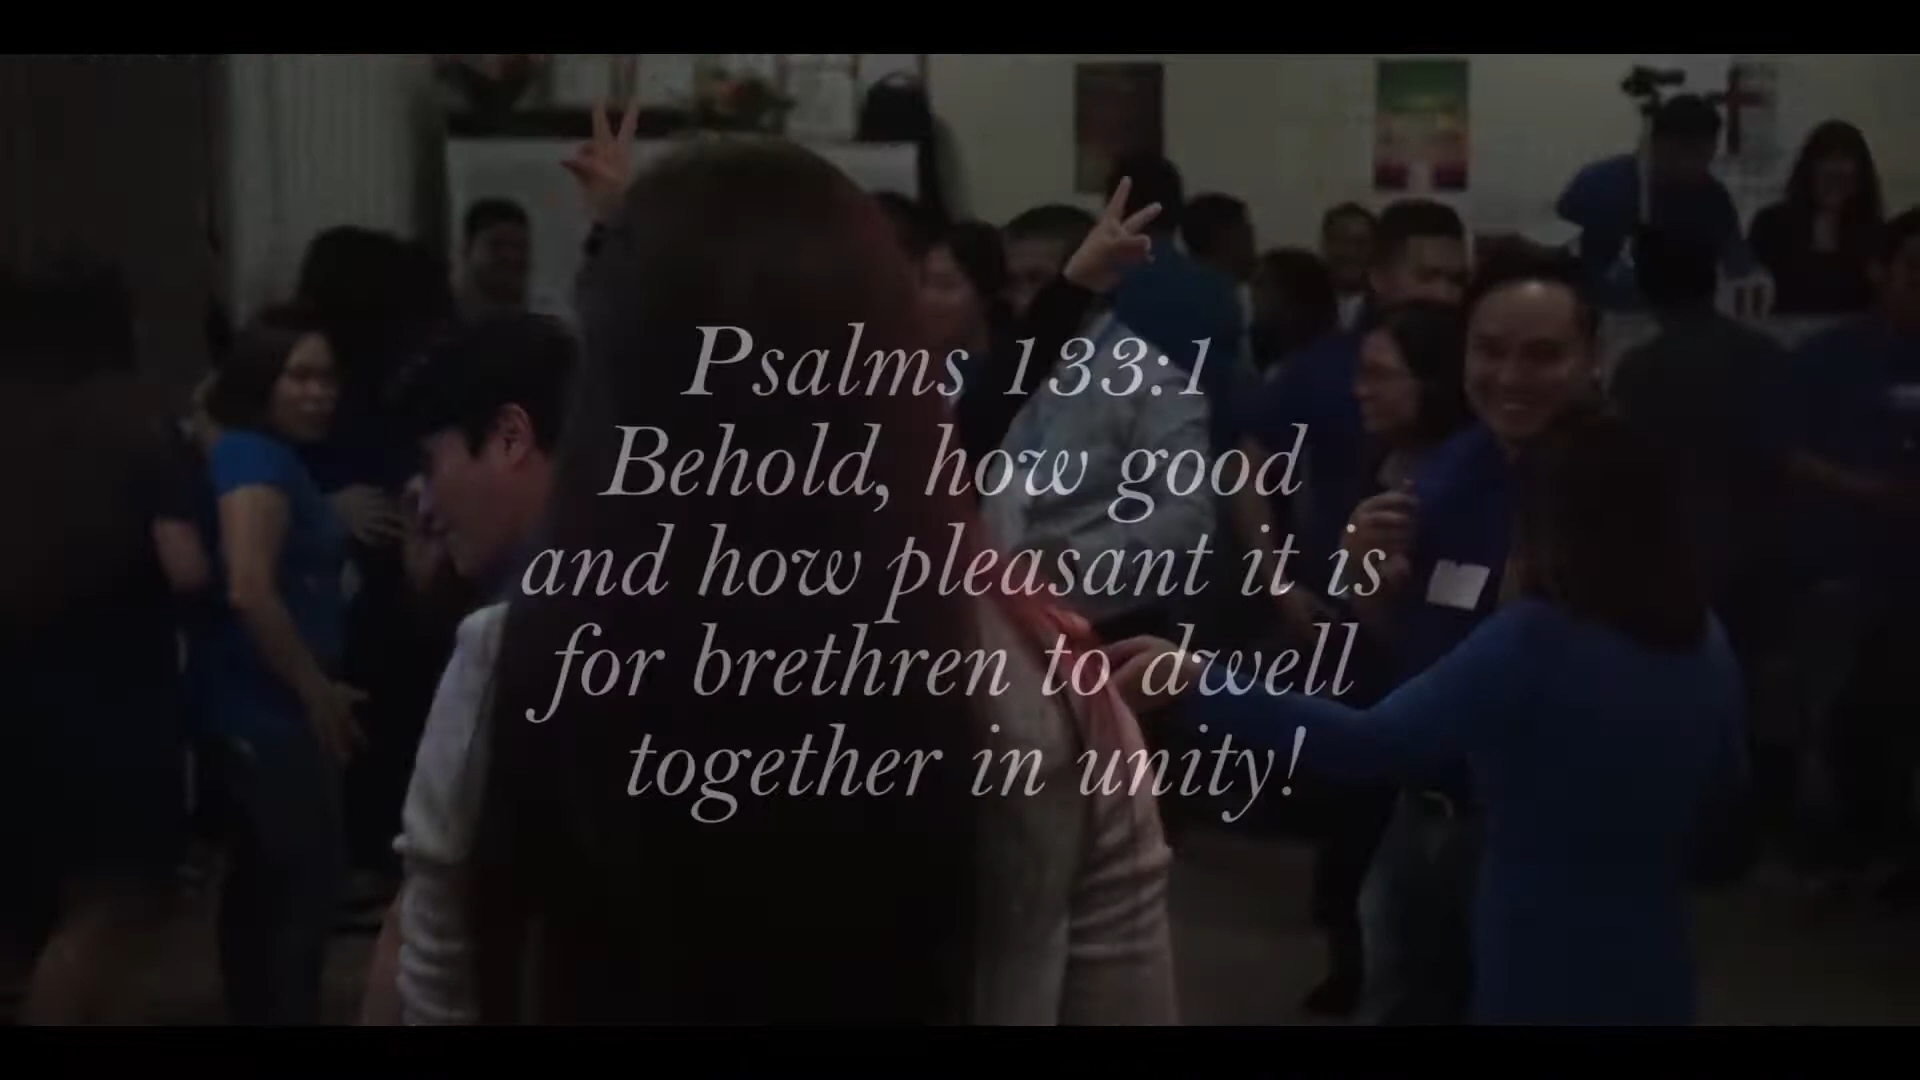 Psalms 133:1
Behold, how good
and how pleasant it is
for brethren to dwell
together in unity!